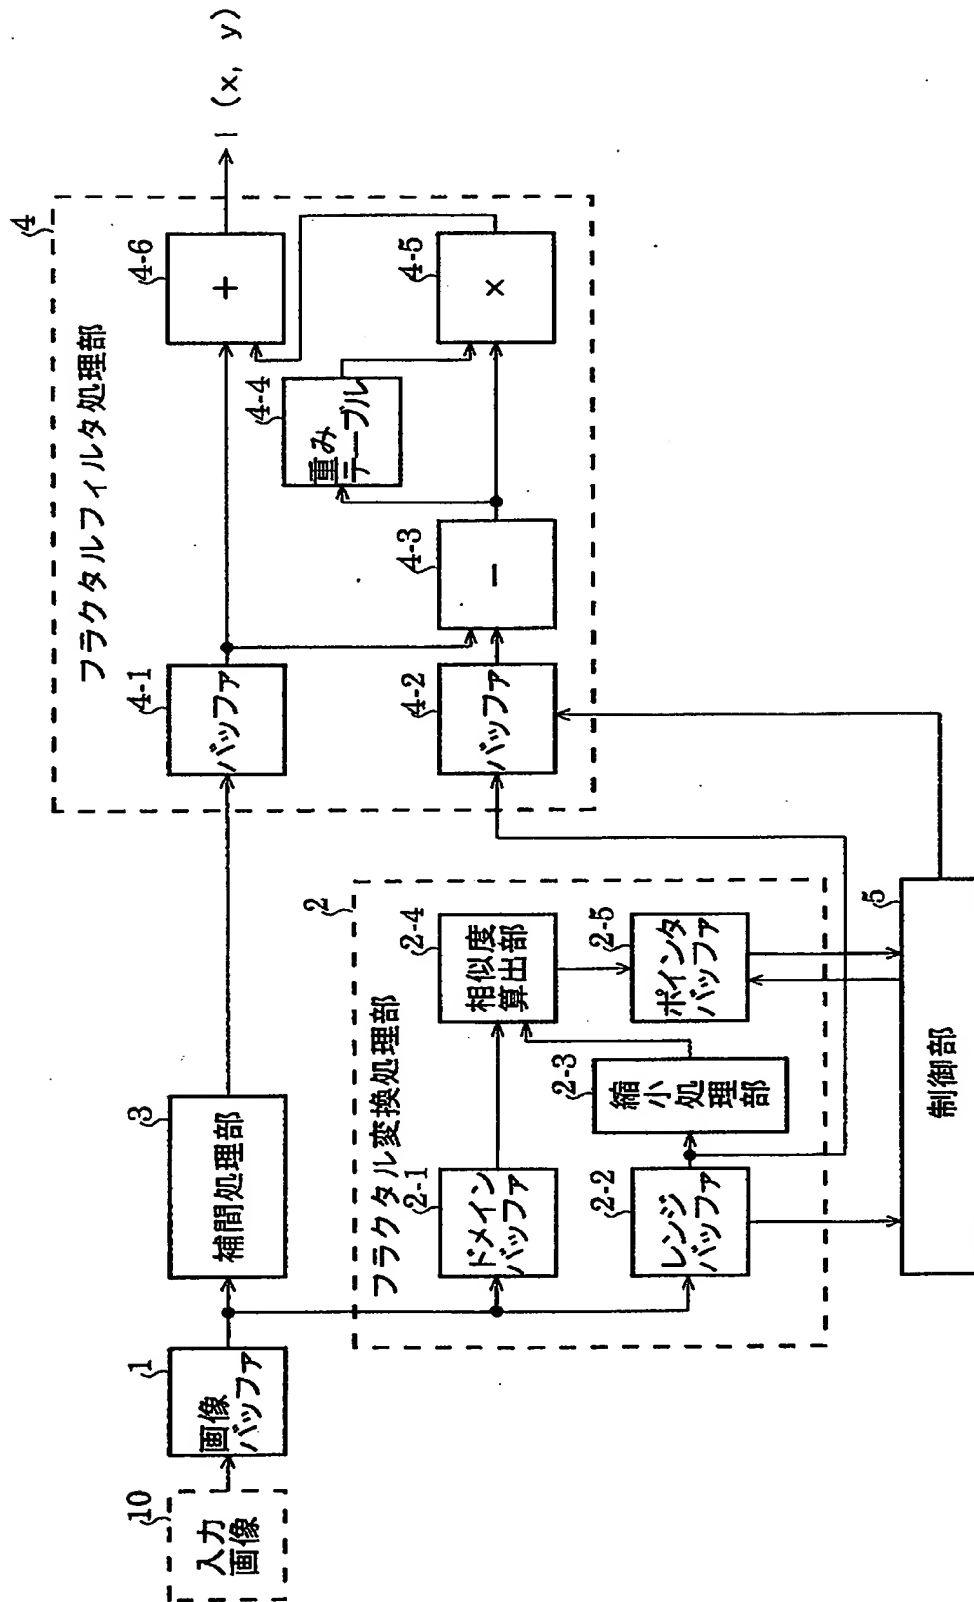 10
入力
画像
1
画像
バッファ
3
補間処理部
フラクタル変換処理部
2
2-1
ドメイン
バッファ
2-2
レンジ
バッファ
2-3
縮小処理部
2-4
相似度
算出部
2-5
ポインタ
バッファ
制御部
5
フラクタルフィルタ処理部
4
4-1
バッファ
4-2
バッファ
4-3
−
4-4
重み
テーブル
4-5
×
4-6
+
I (x, y)